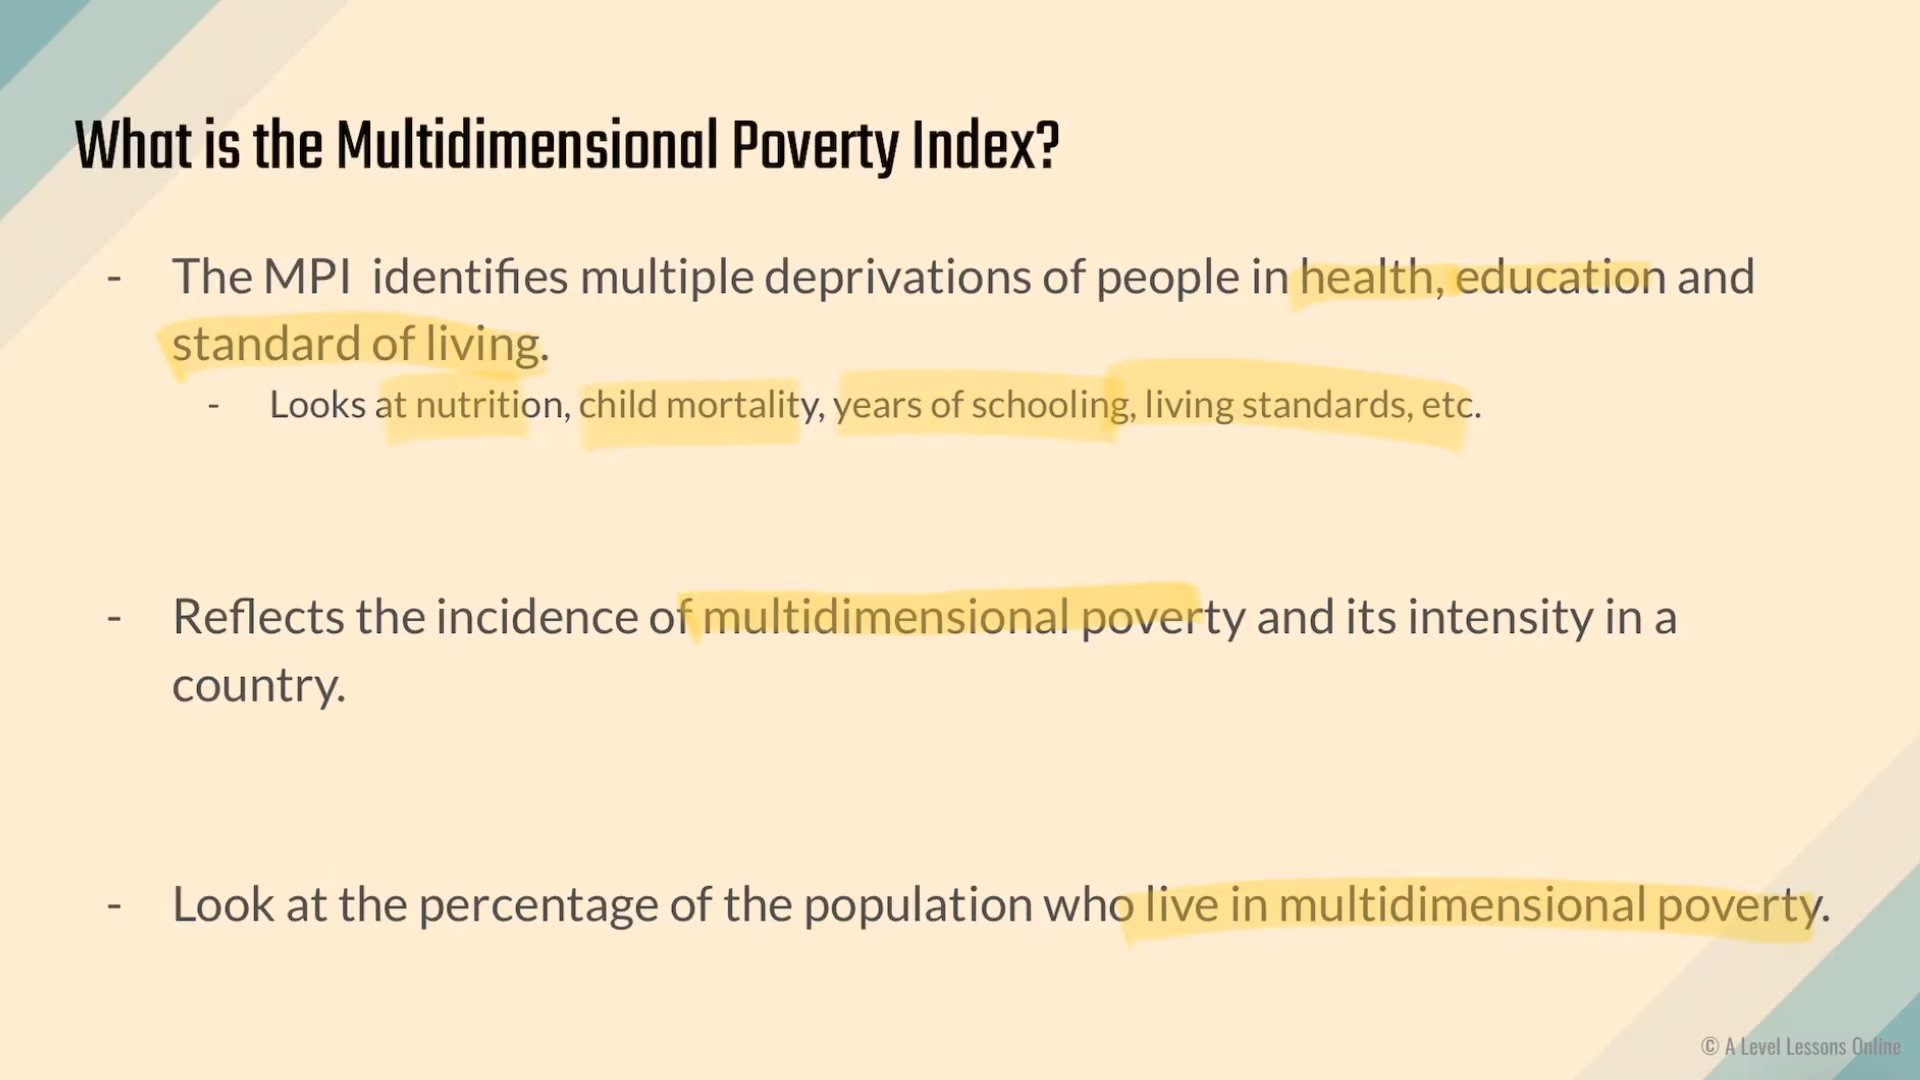 What is the Multidimensional Poverty Index?
- The MPI identifies multiple deprivations of people in health, education and
standard of living.
- Looks at nutrition, child mortality, years of schooling, living standards, etc.
- Reflects the incidence of multidimensional poverty and its intensity in a
country.
- Look at the percentage of the population who live in multidimensional poverty.
© A Level Lessons Online